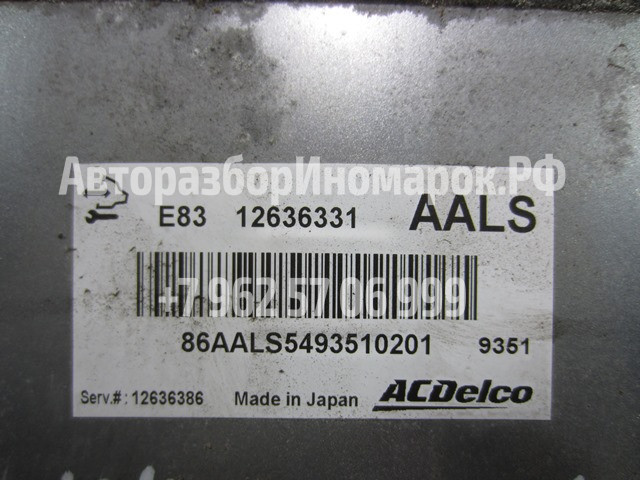 АвторазборИномарок.РФ
E83 12636331 AALS
+7 962 57 06 999
86AALS5493510201 9351
Serv.#: 12636386 Made in Japan ACDelco